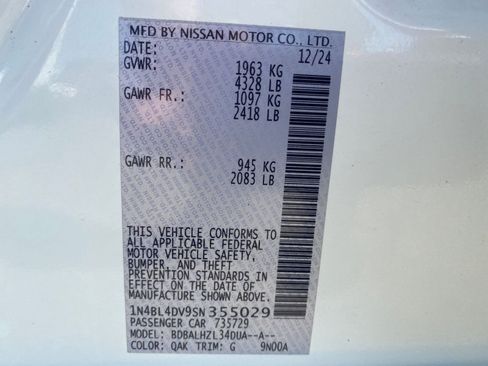 MFD BY NISSAN MOTOR CO., LTD.
DATE: 12/24
GVWR: 1963 KG
4328 LB
GAWR FR.: 1097 KG
2418 LB
GAWR RR.: 945 KG
2083 LB
THIS VEHICLE CONFORMS TO
ALL APPLICABLE FEDERAL
MOTOR VEHICLE SAFETY,
BUMPER, AND THEFT
PREVENTION STANDARDS IN
EFFECT ON THE DATE OF
MANUFACTURE SHOWN ABOVE.
1N4BL4DV9SN355029
PASSENGER CAR 735729
MODEL: BDBALHZL34DUA--A--
COLOR: QAK TRIM: G 9N00A